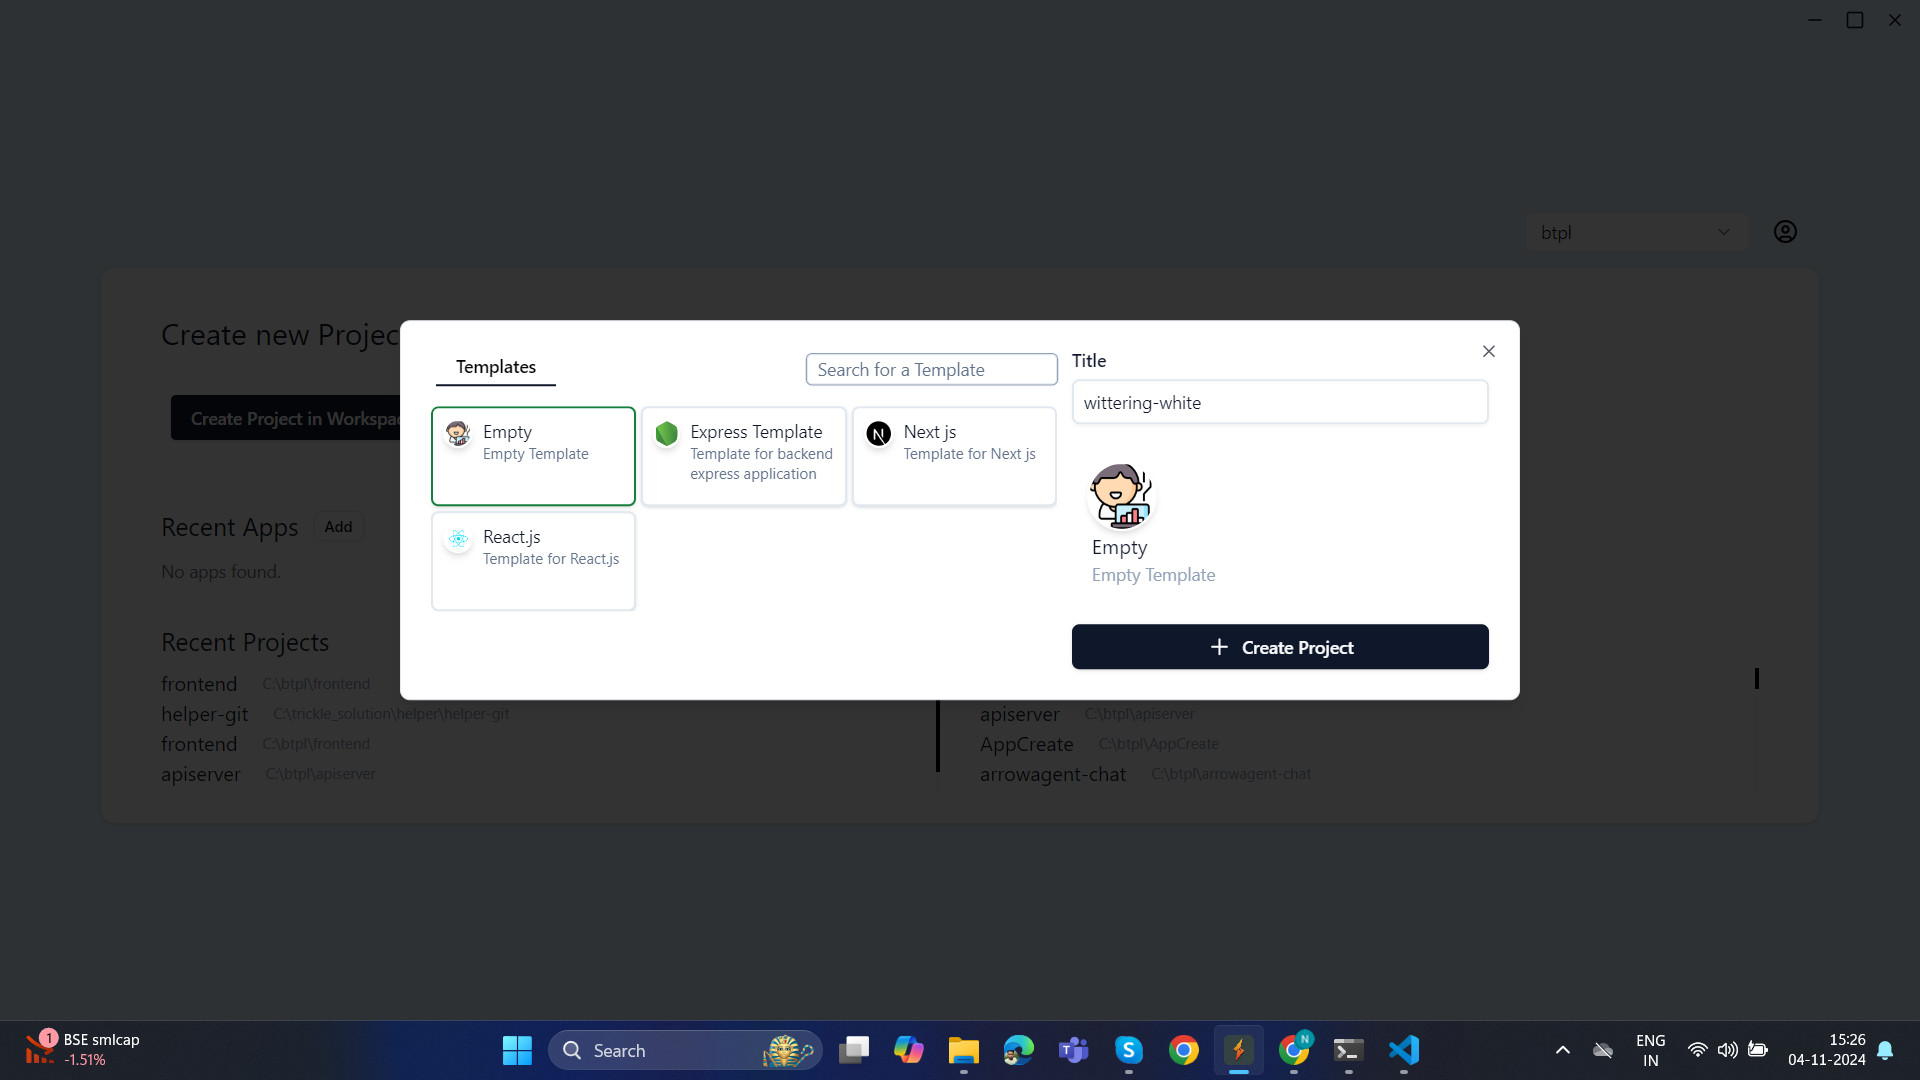 btpl
Create new Projec
Create Project in Workspac
Recent Apps
Add
No apps found.
Recent Projects
frontend C:\btpl\frontend
helper-git C:\trickle_solution\helper\helper-git
frontend C:\btpl\frontend
apiserver C:\btpl\apiserver
apiserver C:\btpl\apiserver
AppCreate C:\btpl\AppCreate
arrowagent-chat C:\btpl\arrowagent-chat
Templates
Search for a Template
Empty
Empty Template
Express Template
Template for backend
express application
Next js
Template for Next js
React.js
Template for React.js
Title
wittering-white
Empty
Empty Template
Create Project
1
BSE smlcap
-1.51%
Search
N
ENG
IN
15:26
04-11-2024